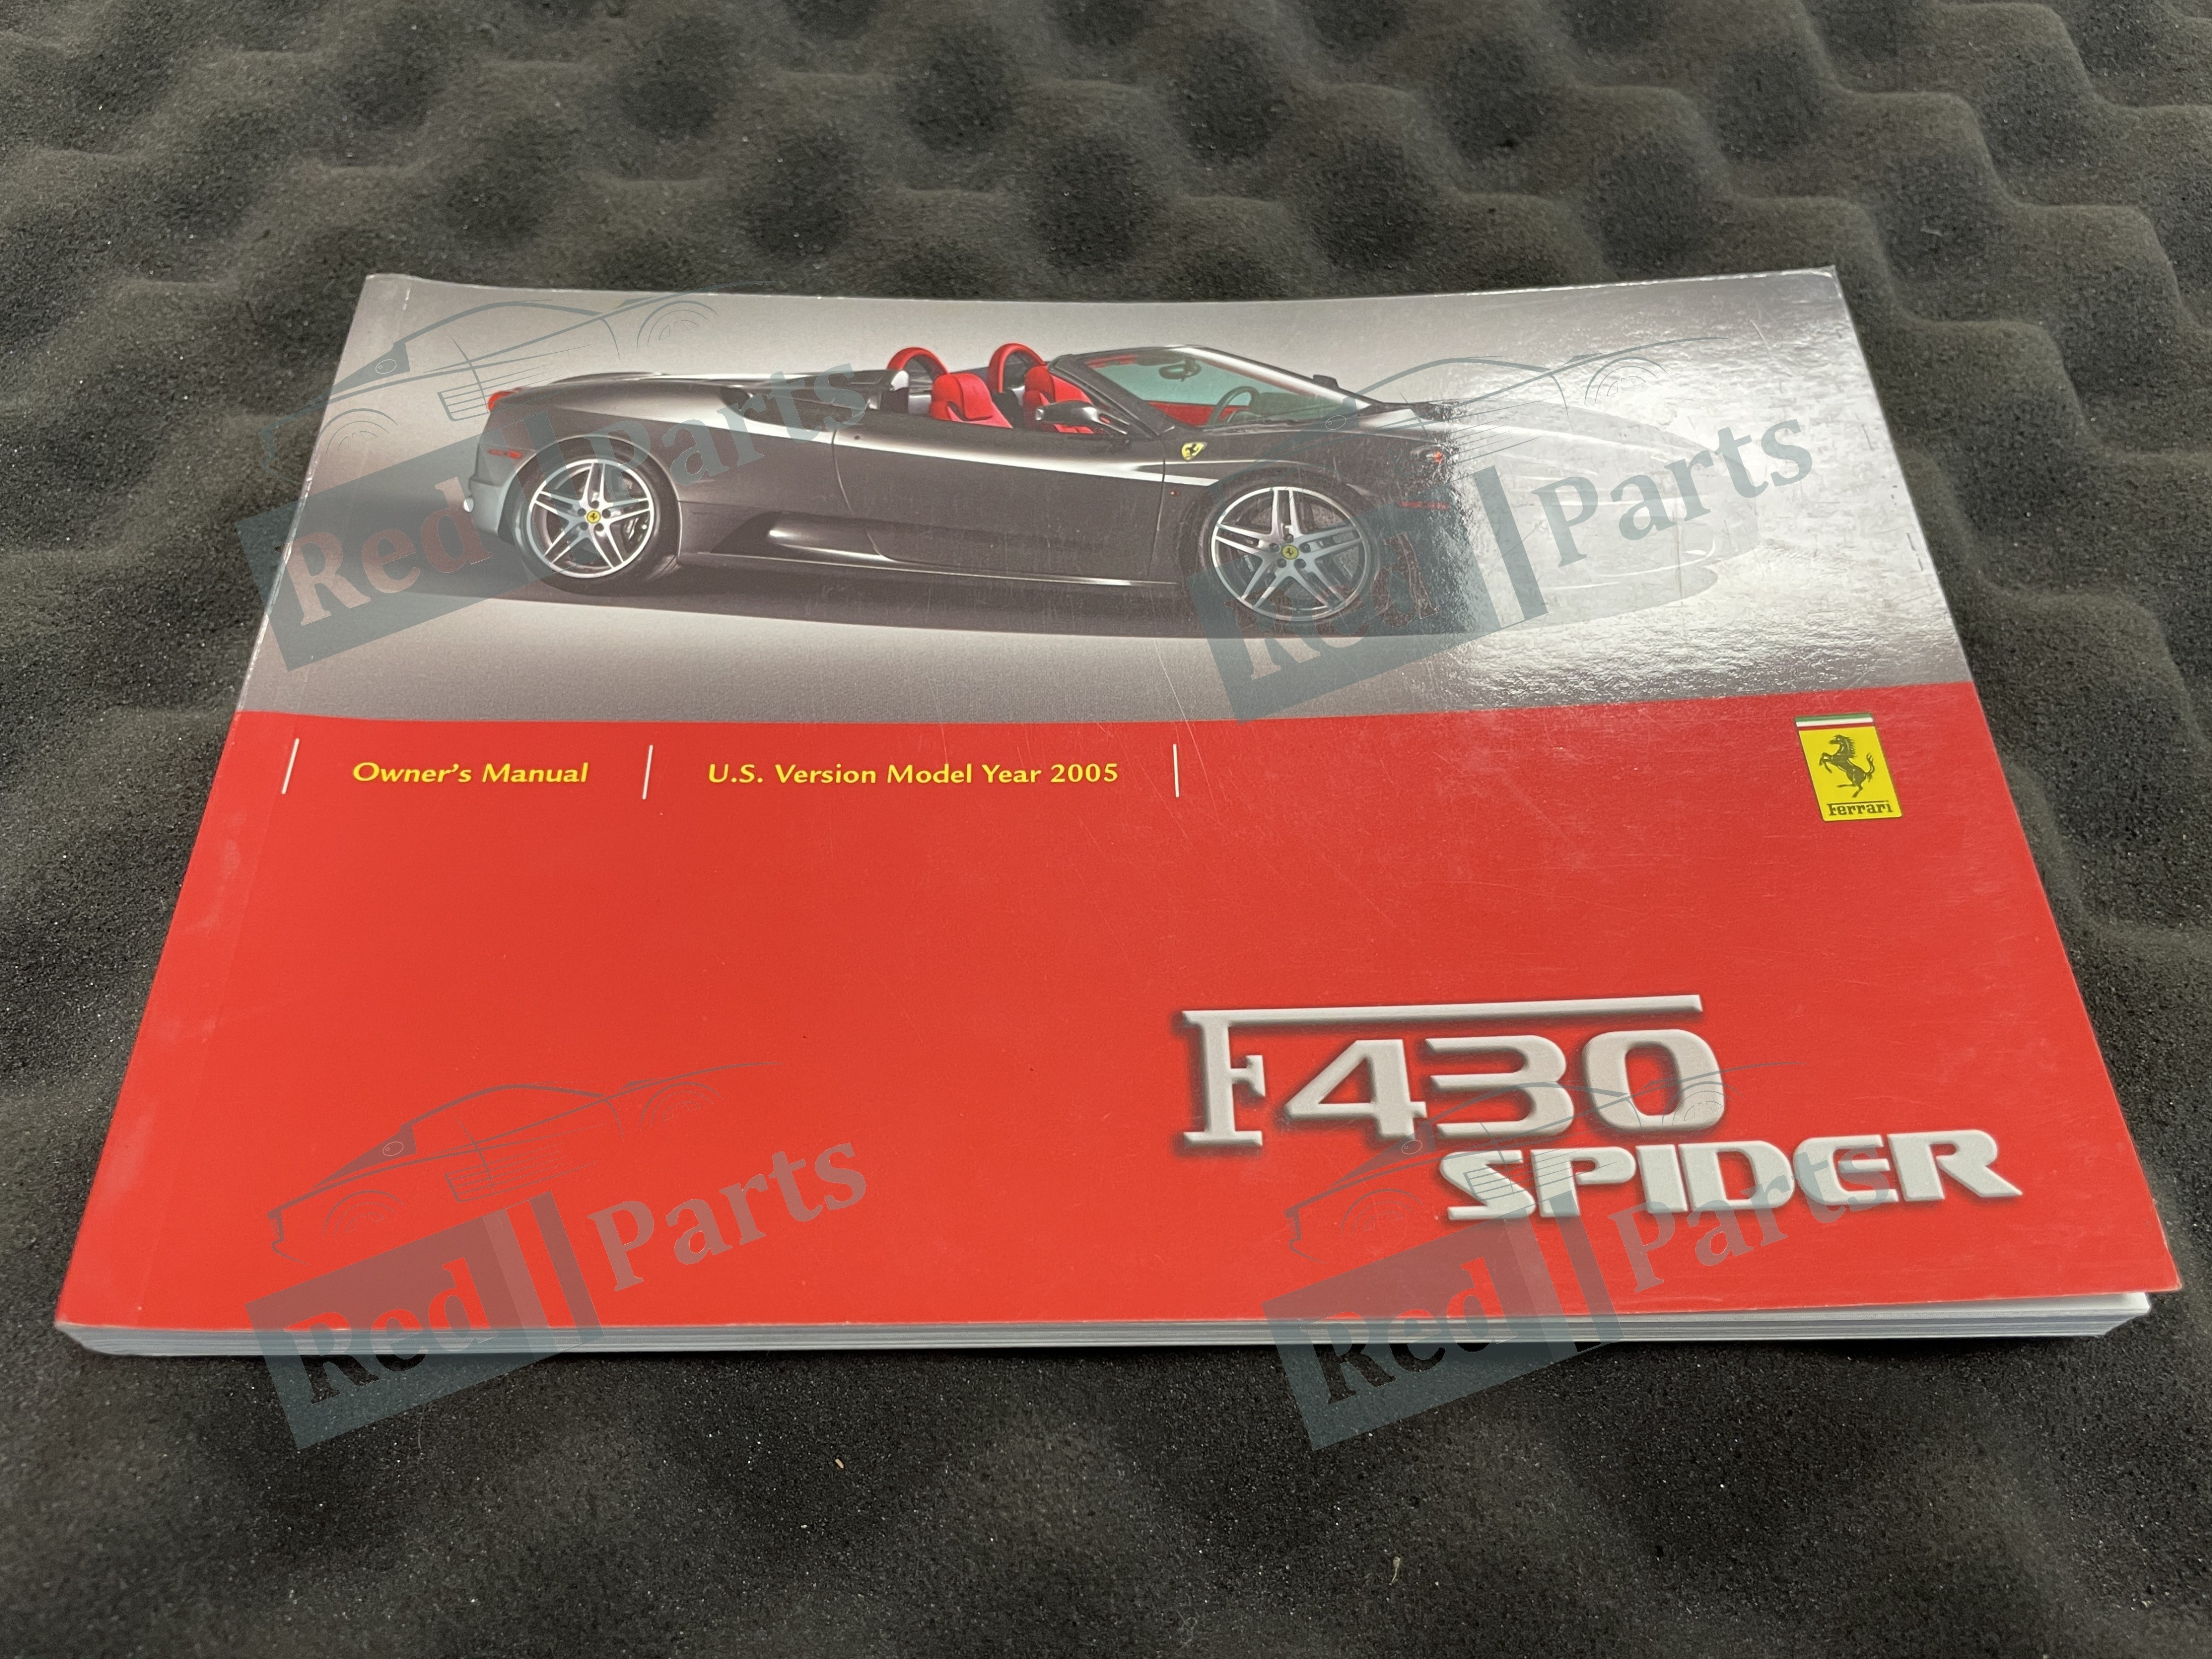 Red Parts
Red Parts
Owner's Manual
U.S. Version Model Year 2005
Ferrari
F430
SPIDER
Red Parts
Red Parts